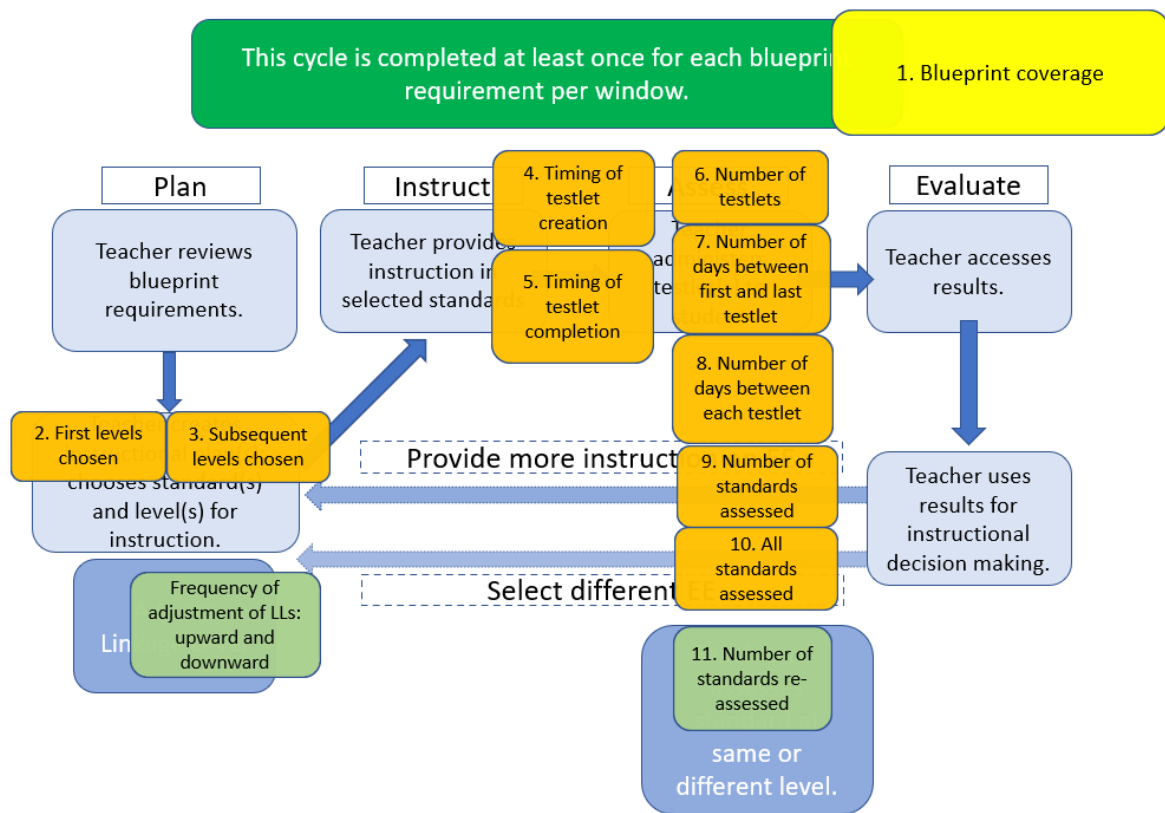 This cycle is completed at least once for each blueprint
requirement per window.
1. Blueprint coverage
Plan
Instruct
Assess
Evaluate
Teacher reviews
blueprint
requirements.
Teacher provides
instruction in
selected standards
4. Timing of
testlet
creation
5. Timing of
testlet
completion
6. Number of
testlets
7. Number of
days between
first and last
testlet
8. Number of
days between
each testlet
Teacher accesses
results.
2. First levels
chosen
3. Subsequent
levels chosen
chooses standard(s)
and level(s) for
instruction.
Provide more instruction
9. Number of
standards
assessed
10. All
standards
assessed
Select different EE
Teacher uses
results for
instructional
decision making.
Frequency of
adjustment of LLs:
upward and
downward
11. Number of
standards re-
assessed
same or
different level.